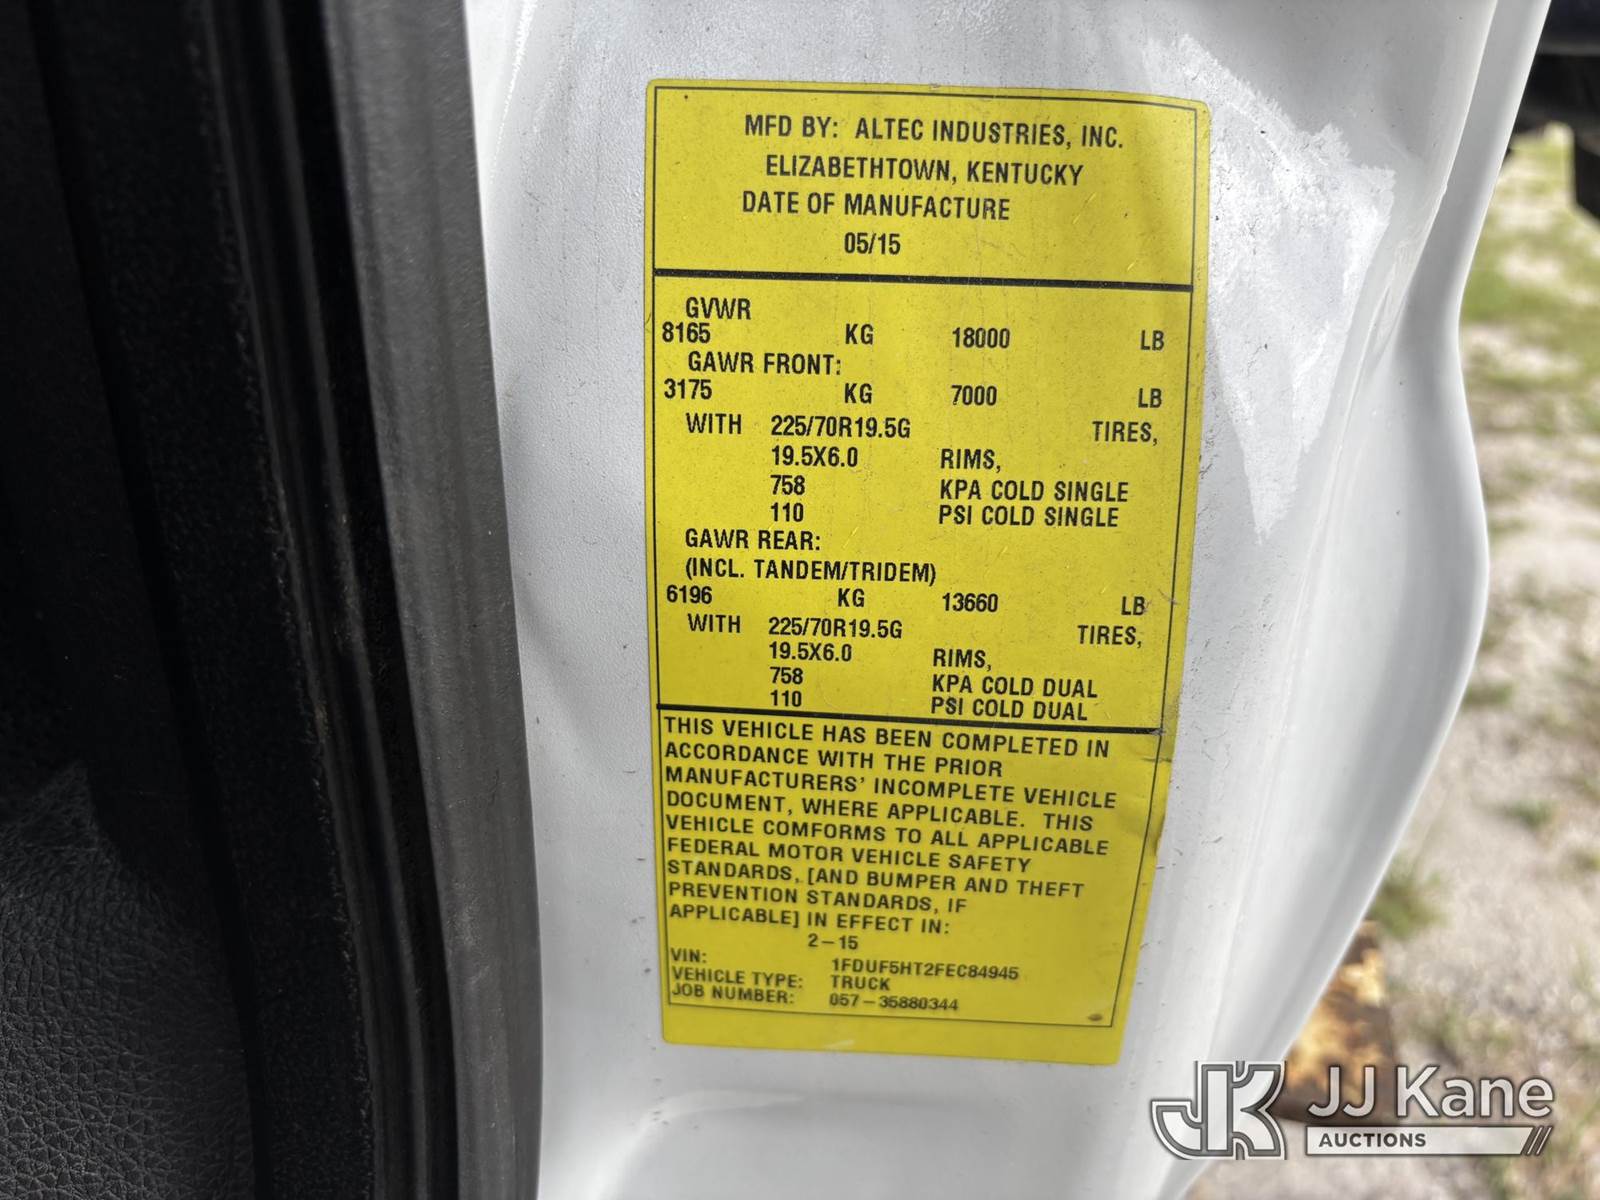 MFD BY: ALTEC INDUSTRIES, INC.
ELIZABETHTOWN, KENTUCKY
DATE OF MANUFACTURE
05/15
GVWR
8165 KG 18000 LB
GAWR FRONT:
3175 KG 7000 LB
WITH 225/70R19.5G TIRES,
19.5X6.0 RIMS,
758 KPA COLD SINGLE
110 PSI COLD SINGLE
GAWR REAR:
(INCL. TANDEM/TRIDEM)
6196 KG 13660 LB
WITH 225/70R19.5G TIRES,
19.5X6.0 RIMS,
758 KPA COLD DUAL
110 PSI COLD DUAL
THIS VEHICLE HAS BEEN COMPLETED IN
ACCORDANCE WITH THE PRIOR
MANUFACTURERS' INCOMPLETE VEHICLE
DOCUMENT, WHERE APPLICABLE. THIS
VEHICLE COMFORMS TO ALL APPLICABLE
FEDERAL MOTOR VEHICLE SAFETY
STANDARDS, [AND BUMPER AND THEFT
PREVENTION STANDARDS, IF
APPLICABLE] IN EFFECT IN:
2-15
VIN: 1FDUF5HT2FEC84945
VEHICLE TYPE: TRUCK
JOB NUMBER: 057-35880344
JK JJ Kane
AUCTIONS